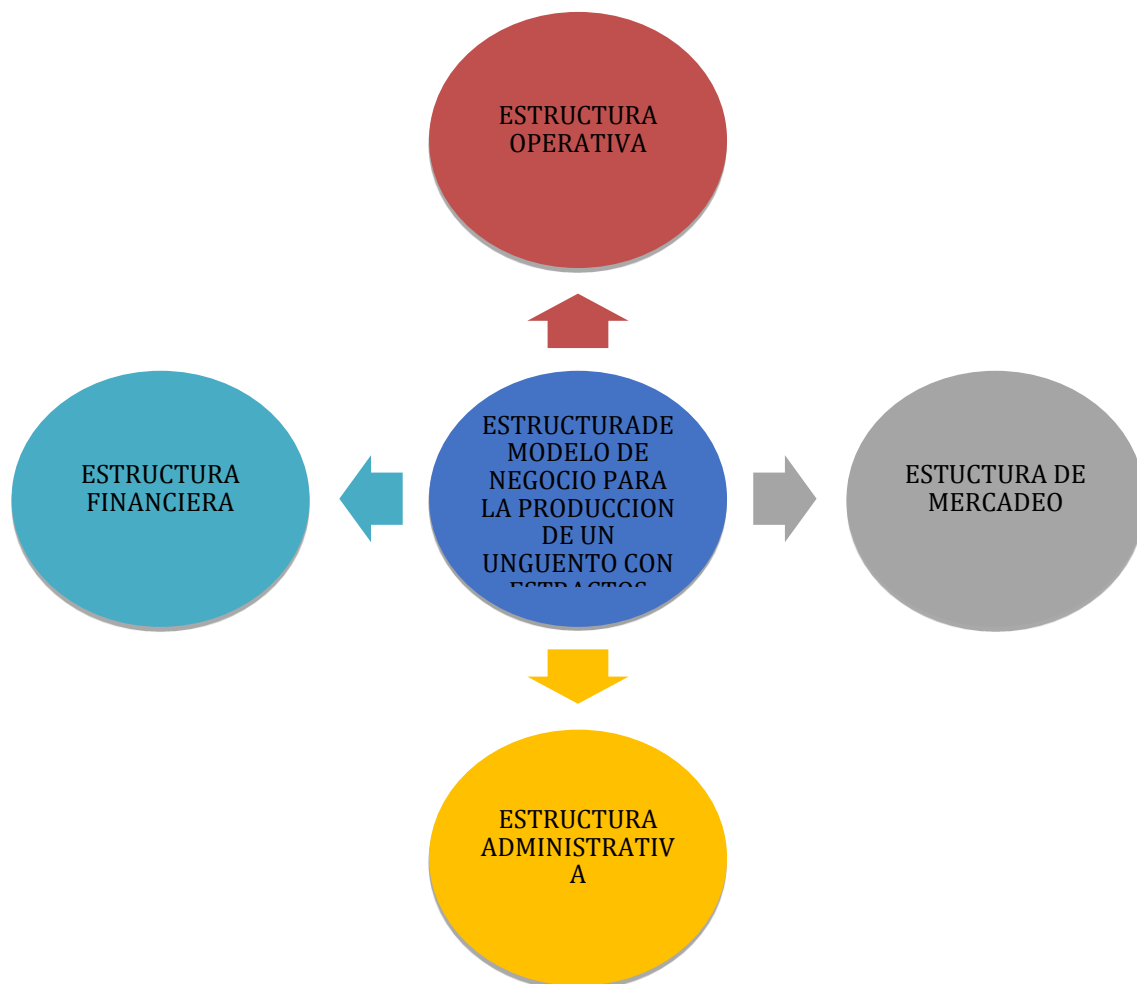 ESTRUCTURA
OPERATIVA
ESTRUCTURA
FINANCIERA
ESTRUCTURADE
MODELO DE
NEGOCIO PARA
LA PRODUCCION
DE UN
UNGUENTO CON
ESTRACTOS
ESTUCTURA DE
MERCADEO
ESTRUCTURA
ADMINISTRATIV
A